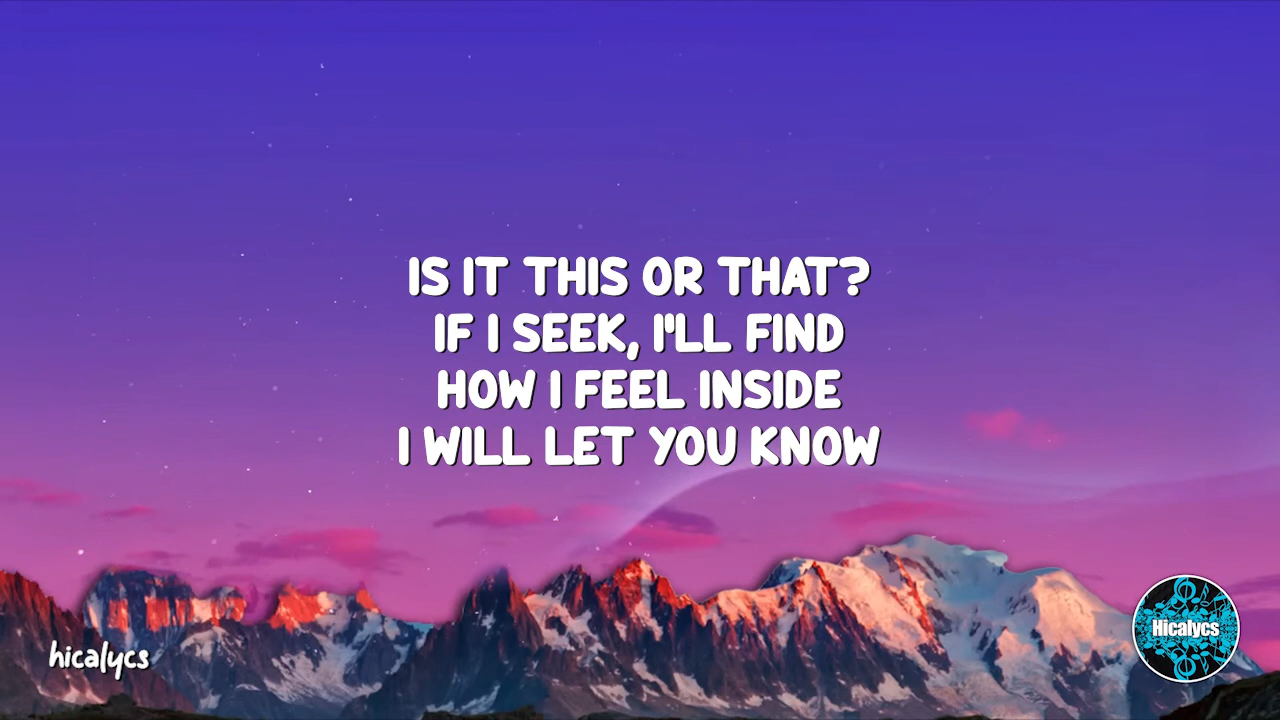 IS IT THIS OR THAT?
IF I SEEK, I'LL FIND
HOW I FEEL INSIDE
I WILL LET YOU KNOW
hicalycs
Hicalycs